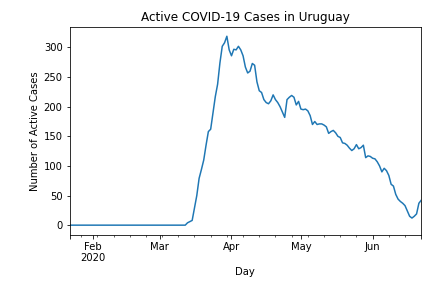 Active COVID-19 Cases in Uruguay
Number of Active Cases
300
250
200
150
100
50
0
Feb
2020
Mar
Apr
May
Jun
Day